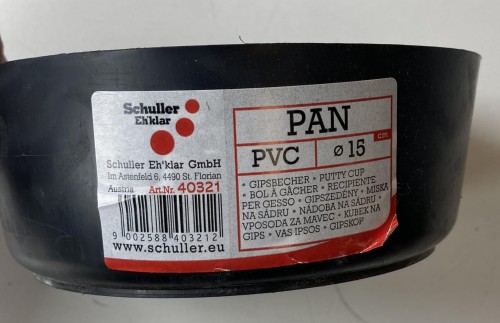 Schuller
Eh'klar
Schuller Eh'klar GmbH
Im Astenfeld 6, 4490 St. Florian
Austria Art.Nr. 40321
9 002588 403212
www.schuller.eu
PAN
PVC ø 15 cm
• GIPSBECHER • PUTTY CUP
• BOL À GÂCHER • RECIPIENTE
PER GESSO • GIPSZEDÉNY • MISKA
NA SÁDRU • NÁDOBA NA SÁDRU •
VPOSODA ZA MAVEC • KUBEK NA
GIPS • VAS IPSOS • GIPSKOP